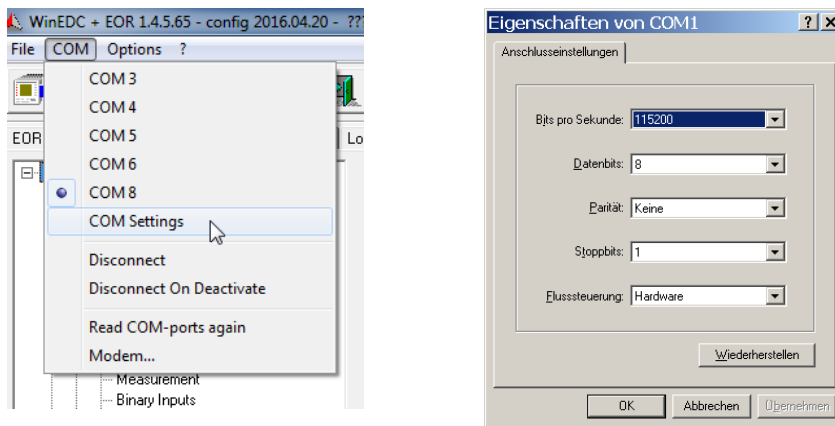 WinEDC + EOR 1.4.5.65 - config 2016.04.20 - ??
File COM Options ?
COM 3
COM 4
EOR
Lo
COM 5
COM 6
COM 8
COM Settings
Disconnect
Disconnect On Deactivate
Read COM-ports again
Modem...
Measurement
Binary Inputs
Eigenschaften von COM1
Anschlusseinstellungen
Bits pro Sekunde: 115200
Datenbits: 8
Parität: Keine
Stoppbits: 1
Flusssteuerung: Hardware
Wiederherstellen
OK Abbrechen Übernehmen